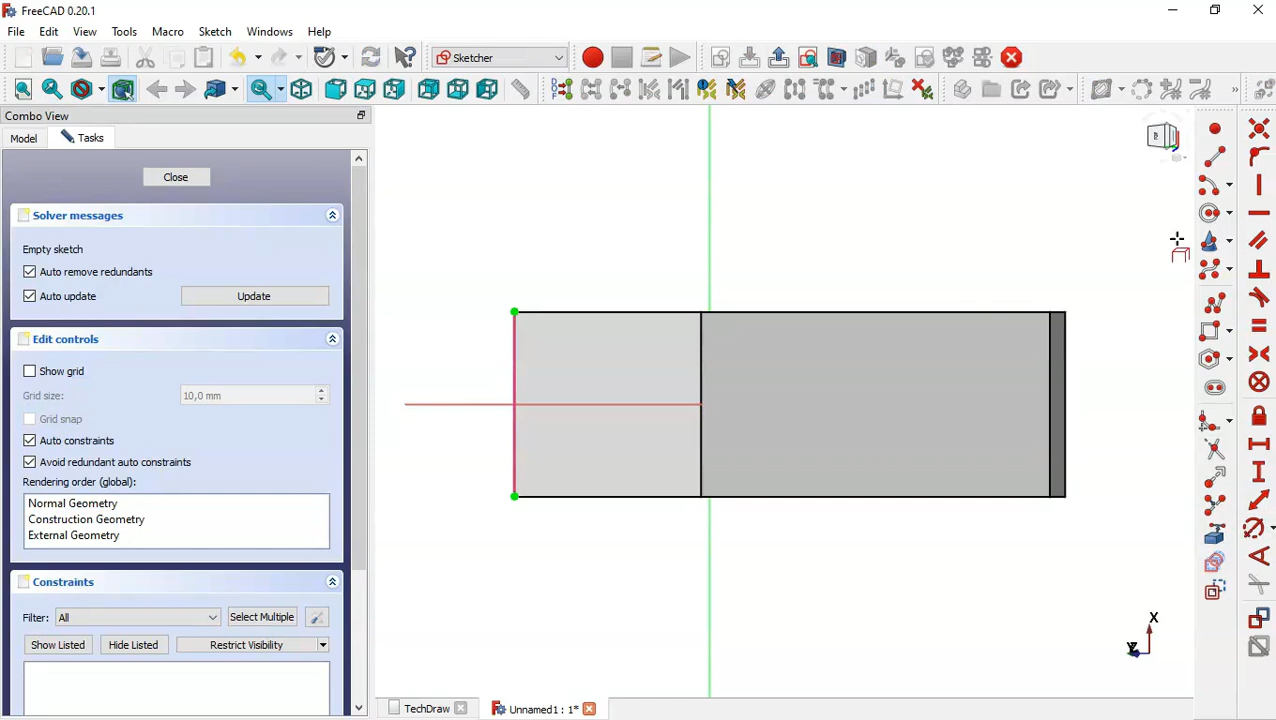 FreeCAD 0.20.1
File Edit View Tools Macro Sketch Windows Help
Sketcher
Combo View
Model Tasks
Close
Solver messages
Empty sketch
Auto remove redundants
Auto update Update
Edit controls
Show grid
Grid size: 10,0 mm
Grid snap
Auto constraints
Avoid redundant auto constraints
Rendering order (global):
Normal Geometry
Construction Geometry
External Geometry
Constraints
Filter: All Select Multiple
Show Listed Hide Listed Restrict Visibility
X
TechDraw Unnamed1 : 1*